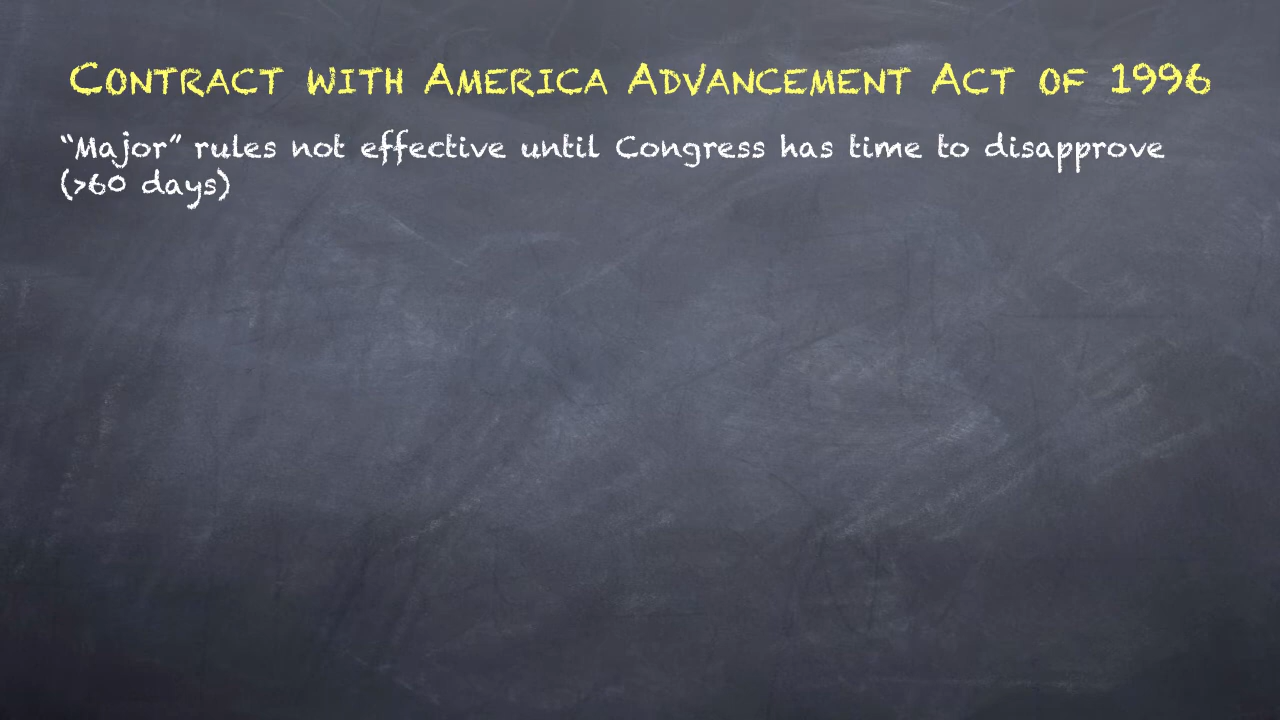 Contract with America Advancement Act of 1996
“Major” rules not effective until Congress has time to disapprove
(>60 days)